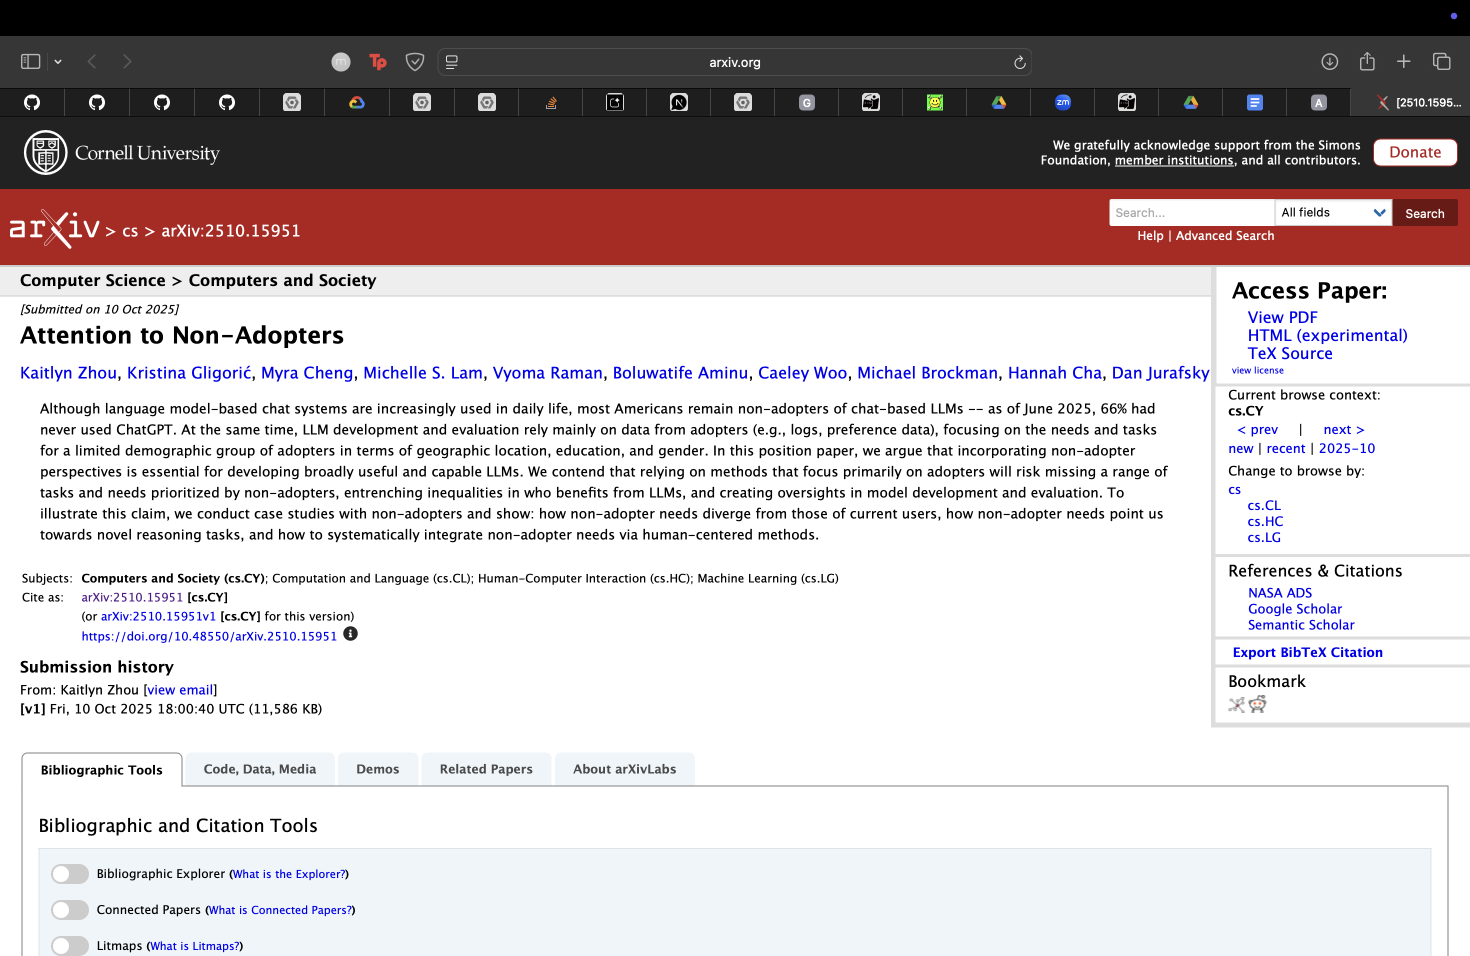 arxiv.org
[2510.1595...
Cornell University
We gratefully acknowledge support from the Simons
Foundation, member institutions, and all contributors.
Donate
arXiv > cs > arXiv:2510.15951
Search...
All fields
Search
Help | Advanced Search
Computer Science > Computers and Society
[Submitted on 10 Oct 2025]
Attention to Non-Adopters
Kaitlyn Zhou, Kristina Gligorić, Myra Cheng, Michelle S. Lam, Vyoma Raman, Boluwatife Aminu, Caeley Woo, Michael Brockman, Hannah Cha, Dan Jurafsky
Although language model-based chat systems are increasingly used in daily life, most Americans remain non-adopters of chat-based LLMs -- as of June 2025, 66% had
never used ChatGPT. At the same time, LLM development and evaluation rely mainly on data from adopters (e.g., logs, preference data), focusing on the needs and tasks
for a limited demographic group of adopters in terms of geographic location, education, and gender. In this position paper, we argue that incorporating non-adopter
perspectives is essential for developing broadly useful and capable LLMs. We contend that relying on methods that focus primarily on adopters will risk missing a range of
tasks and needs prioritized by non-adopters, entrenching inequalities in who benefits from LLMs, and creating oversights in model development and evaluation. To
illustrate this claim, we conduct case studies with non-adopters and show: how non-adopter needs diverge from those of current users, how non-adopter needs point us
towards novel reasoning tasks, and how to systematically integrate non-adopter needs via human-centered methods.
Subjects: Computers and Society (cs.CY); Computation and Language (cs.CL); Human-Computer Interaction (cs.HC); Machine Learning (cs.LG)
Cite as: arXiv:2510.15951 [cs.CY]
(or arXiv:2510.15951v1 [cs.CY] for this version)
https://doi.org/10.48550/arXiv.2510.15951
Submission history
From: Kaitlyn Zhou [view email]
[v1] Fri, 10 Oct 2025 18:00:40 UTC (11,586 KB)
Access Paper:
View PDF
HTML (experimental)
TeX Source
view license
Current browse context:
cs.CY
< prev | next >
new | recent | 2025-10
Change to browse by:
cs
cs.CL
cs.HC
cs.LG
References & Citations
NASA ADS
Google Scholar
Semantic Scholar
Export BibTeX Citation
Bookmark
Bibliographic Tools
Code, Data, Media
Demos
Related Papers
About arXivLabs
Bibliographic and Citation Tools
Bibliographic Explorer (What is the Explorer?)
Connected Papers (What is Connected Papers?)
Litmaps (What is Litmaps?)